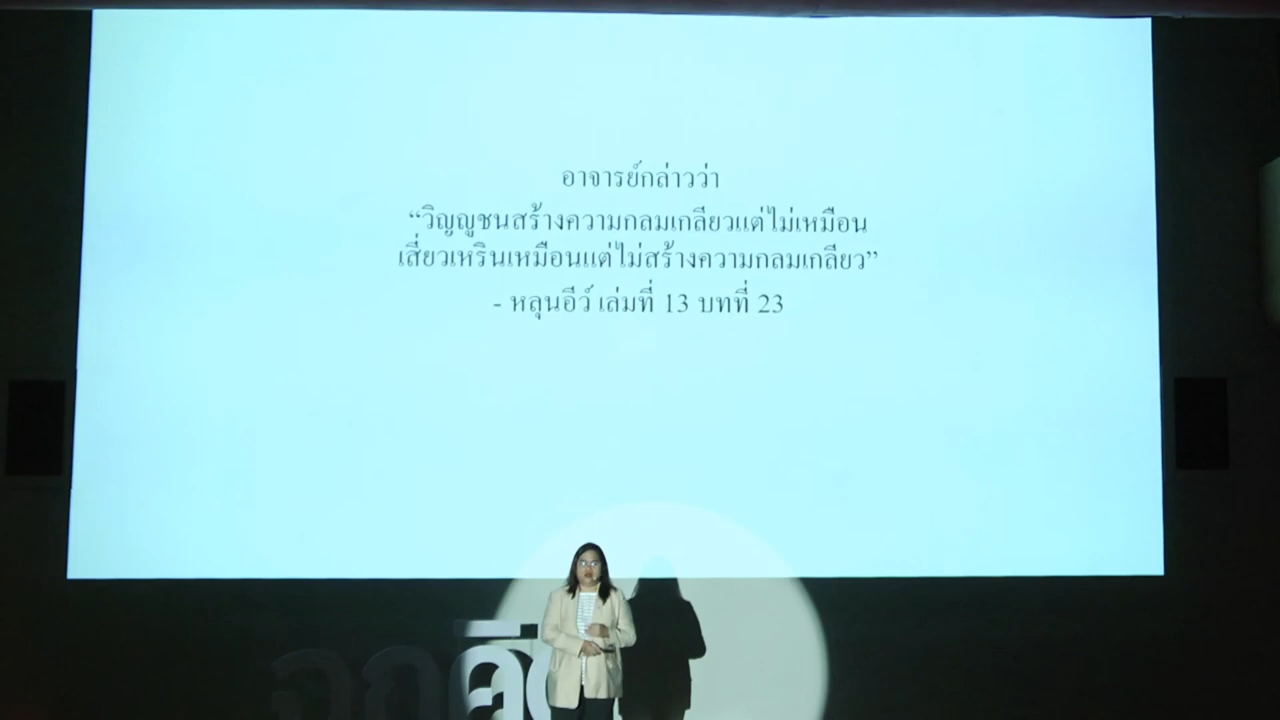 อาจารย์กล่าวว่า
“วิญญูชนสร้างความกลมเกลียวแต่ไม่เหมือน
เสี่ยวเหรินเหมือนแต่ไม่สร้างความกลมเกลียว”
- หลุนอีว์ เล่มที่ 13 บทที่ 23